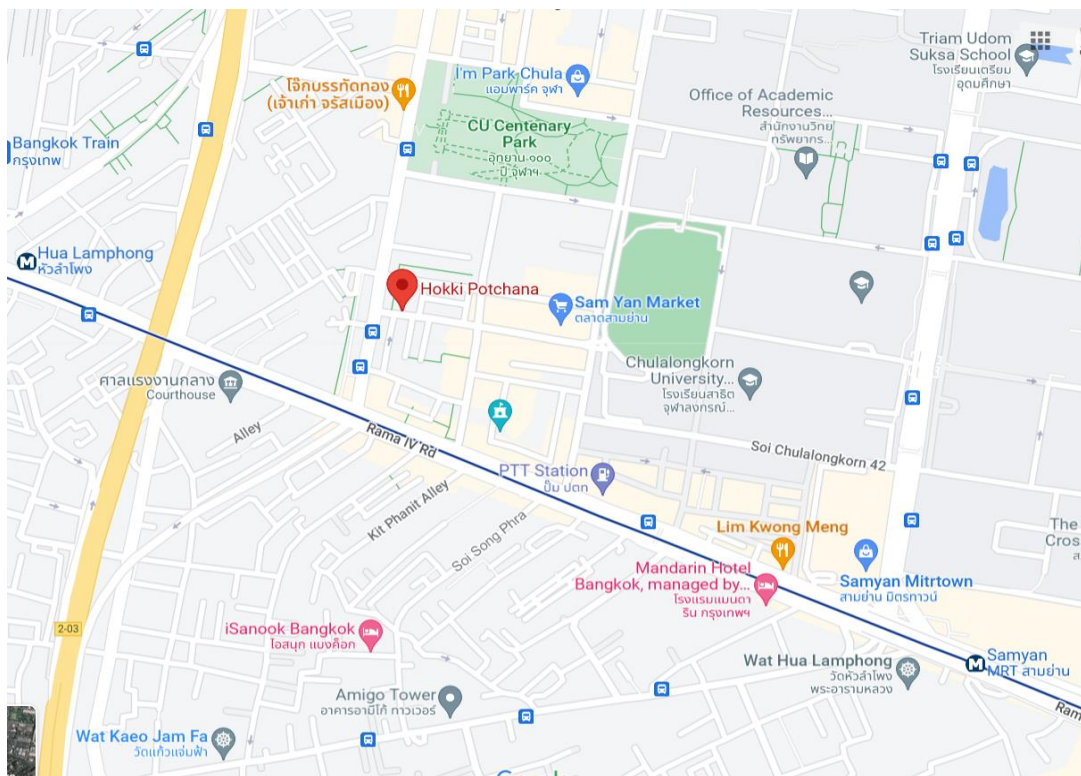 Triam Udom
Suksa School
โรงเรียนเตรียม
อุดมศึกษา
I'm Park Chula
แอมพาร์ค จุฬา
โจ๊กบรรทัดทอง
(เจ้าเก่า จรัสเมือง)
Office of Academic
Resources...
สำนักงานวิทย
ทรัพยากร...
CU Centenary
Park
อุทยาน ๑๐๐
ปี จุฬาฯ
Bangkok Train
กรุงเทพ
Hua Lamphong
หัวลำโพง
Hokki Potchana
Sam Yan Market
ตลาดสามย่าน
Chulalongkorn
University...
โรงเรียนสาธิต
จุฬาลงกรณ์...
ศาลแรงงานกลาง
Courthouse
Alley
Rama IV Rd
Soi Chulalongkorn 42
PTT Station
ปั๊ม ปตท
Kit Phanit Alley
Soi Song Phra
Lim Kwong Meng
The
Cros
Mandarin Hotel
Bangkok, managed by...
โรงแรมแมนดา
ริน กรุงเทพฯ
Samyan Mitrtown
สามย่าน มิตรทาวน์
2-03
iSanook Bangkok
ไอสนุก แบงค็อก
Samyan
MRT สามย่าน
Wat Hua Lamphong
วัดหัวลำโพง
พระอารามหลวง
Amigo Tower
อาคารอามีโก้ ทาวเวอร์
Ram
Wat Kaeo Jam Fa
วัดแก้วแจ่มฟ้า